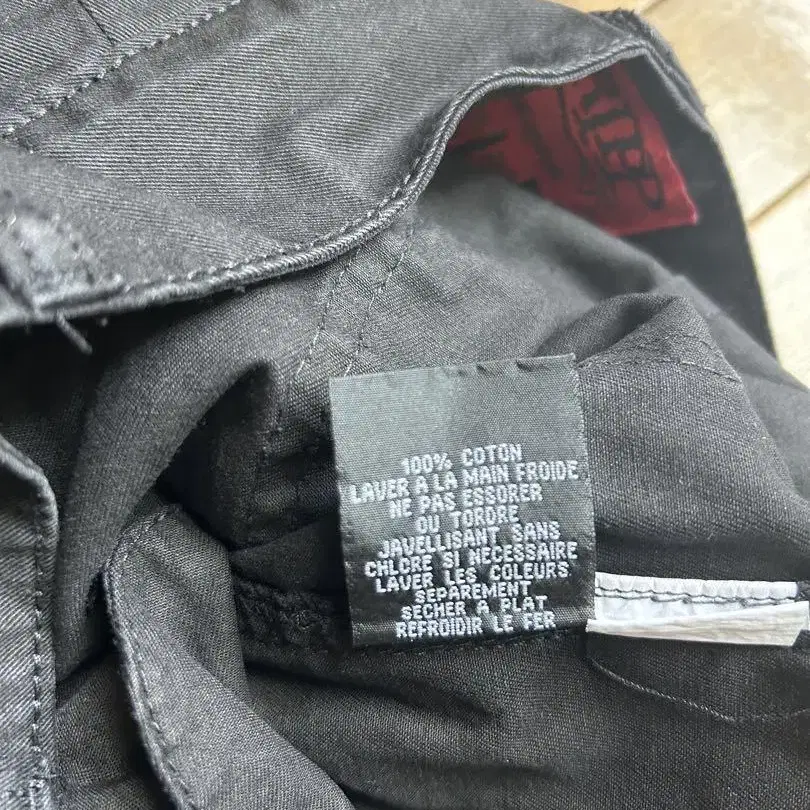 100% COTON
LAVER A LA MAIN FROIDE
NE PAS ESSORER
OU TORDRE
JAVELLISANT SANS
CHLORE SI NECESSAIRE
LAVER LES COLEURS
SEPAREMENT
SECHER A PLAT
REFROIDIR LE FER